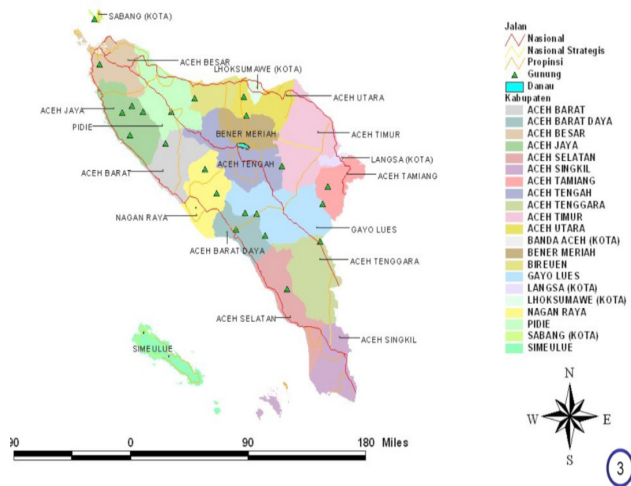 SABANG (KOTA)
ACEH BESAR
LHOKSUMAWE (KOTA)
ACEH UTARA
ACEH JAYA
PIDIE
BENER MERIAH
ACEH TIMUR
ACEH TENGAH
LANGSA (KOTA)
ACEH TAMIANG
ACEH BARAT
NAGAN RAYA
GAYO LUES
ACEH BARAT DAYA
ACEH TENGGARA
ACEH SELATAN
ACEH SINGKIL
SIMEULUE
90 0 90 180 Miles
Jalan
Nasional
Nasional Strategis
Propinsi
Gunung
Danau
Kabupaten
ACEH BARAT
ACEH BARAT DAYA
ACEH BESAR
ACEH JAYA
ACEH SELATAN
ACEH SINGKIL
ACEH TAMIANG
ACEH TENGAH
ACEH TENGGARA
ACEH TIMUR
ACEH UTARA
BANDA ACEH (KOTA)
BENER MERIAH
BIREUEN
GAYO LUES
LANGSA (KOTA)
LHOKSUMAWE (KOTA)
NAGAN RAYA
PIDIE
SABANG (KOTA)
SIMEULUE
N
W E
S
3